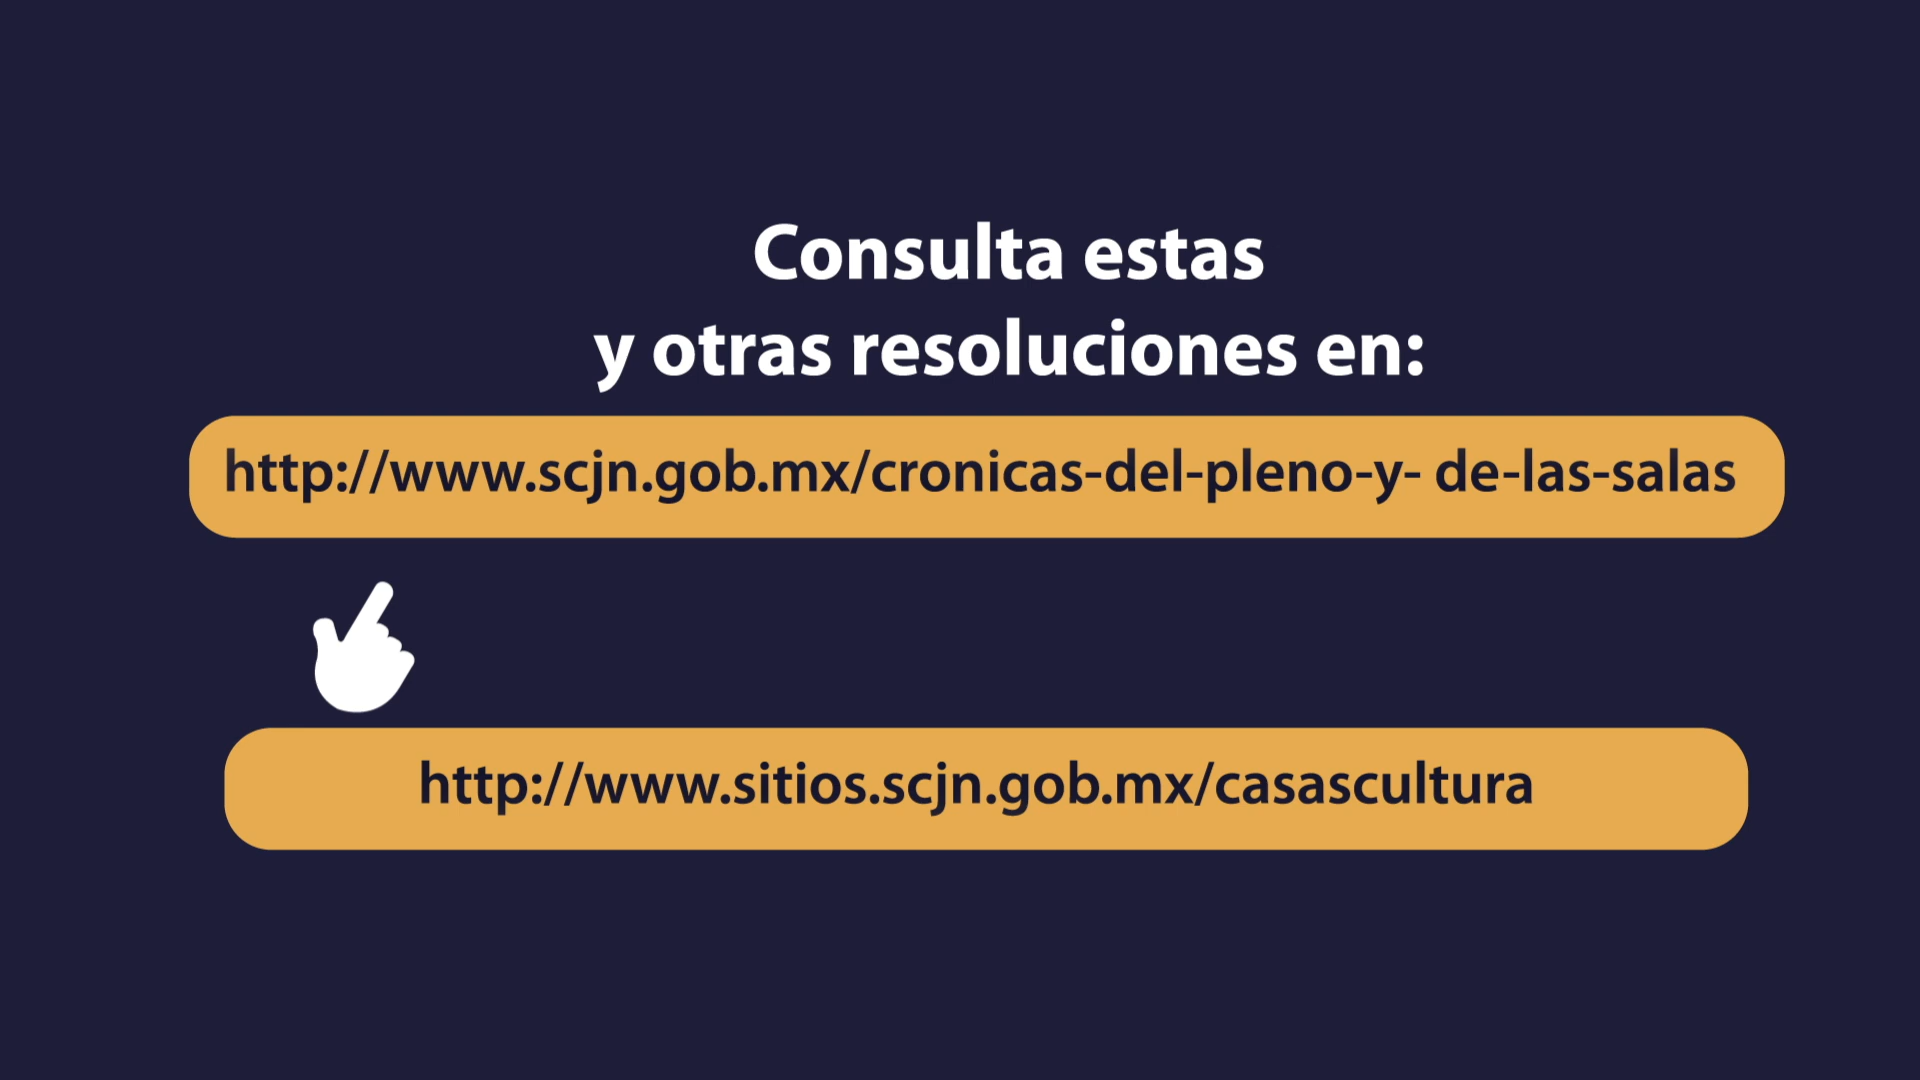 Consulta estas
y otras resoluciones en:
http://www.scjn.gob.mx/cronicas-del-pleno-y- de-las-salas
http://www.sitios.scjn.gob.mx/casascultura